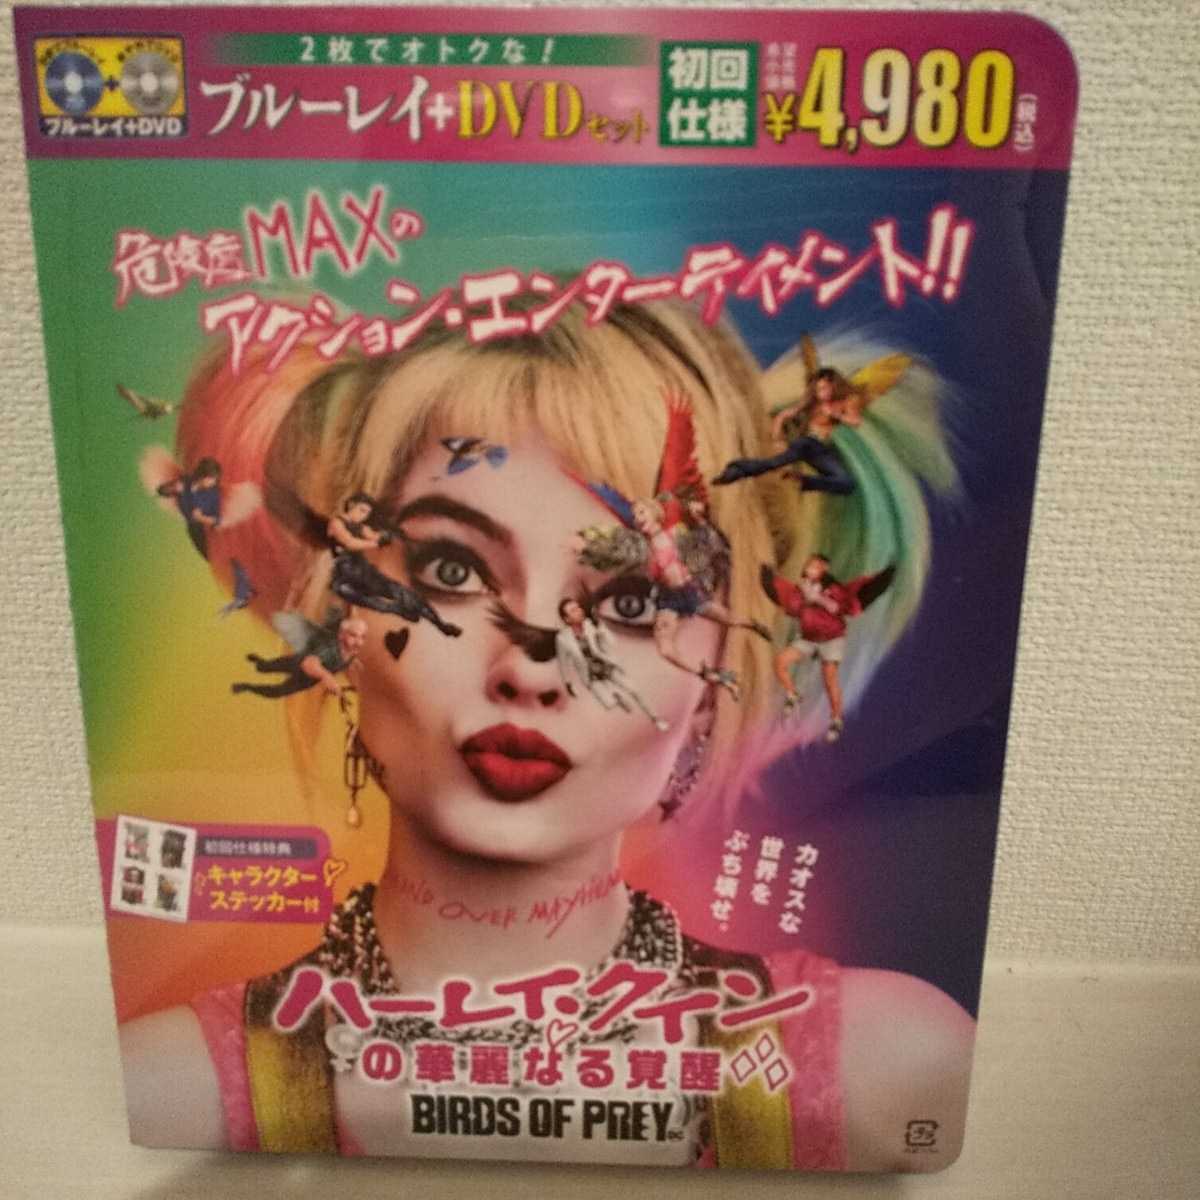 2枚でオトクな!
ブルーレイ+DVDセット
ブルーレイ+DVD
初回
仕様
¥4,980
(税込)
危険度MAXの
アクション・エンターテイメント!!
初回仕様特典
キャラクター
ステッカー付
カオスな
世界を
ぶち壊せ。
MIND OVER MAYHEM
ハーレイ・クイン
の華麗なる覚醒
BIRDS OF PREY